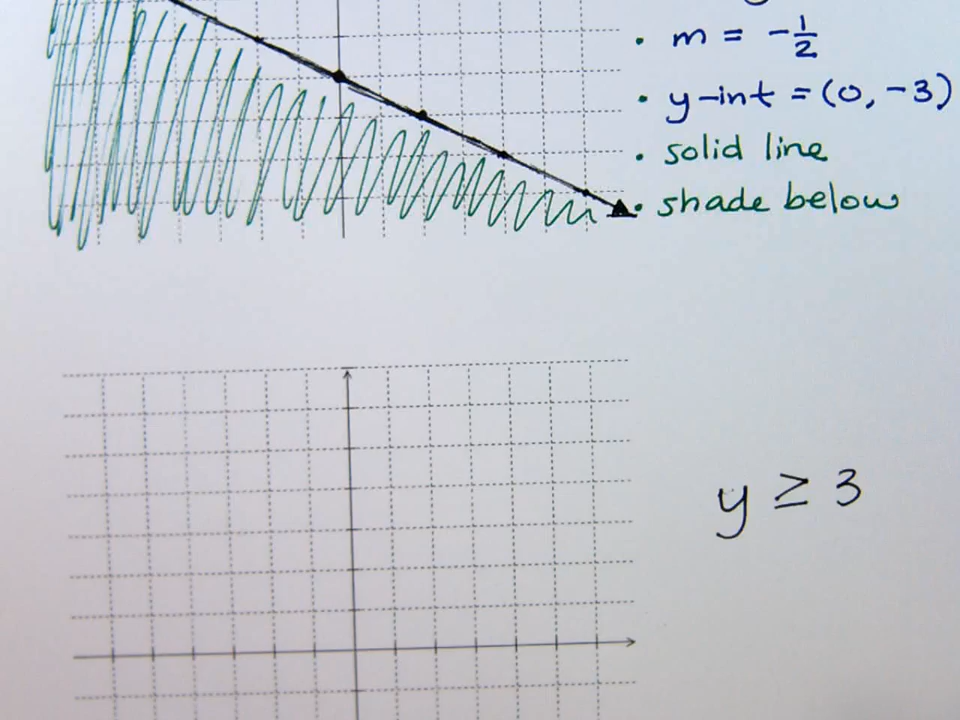 • m = -1/2
• y-int = (0, -3)
• solid line
• shade below
y ≥ 3